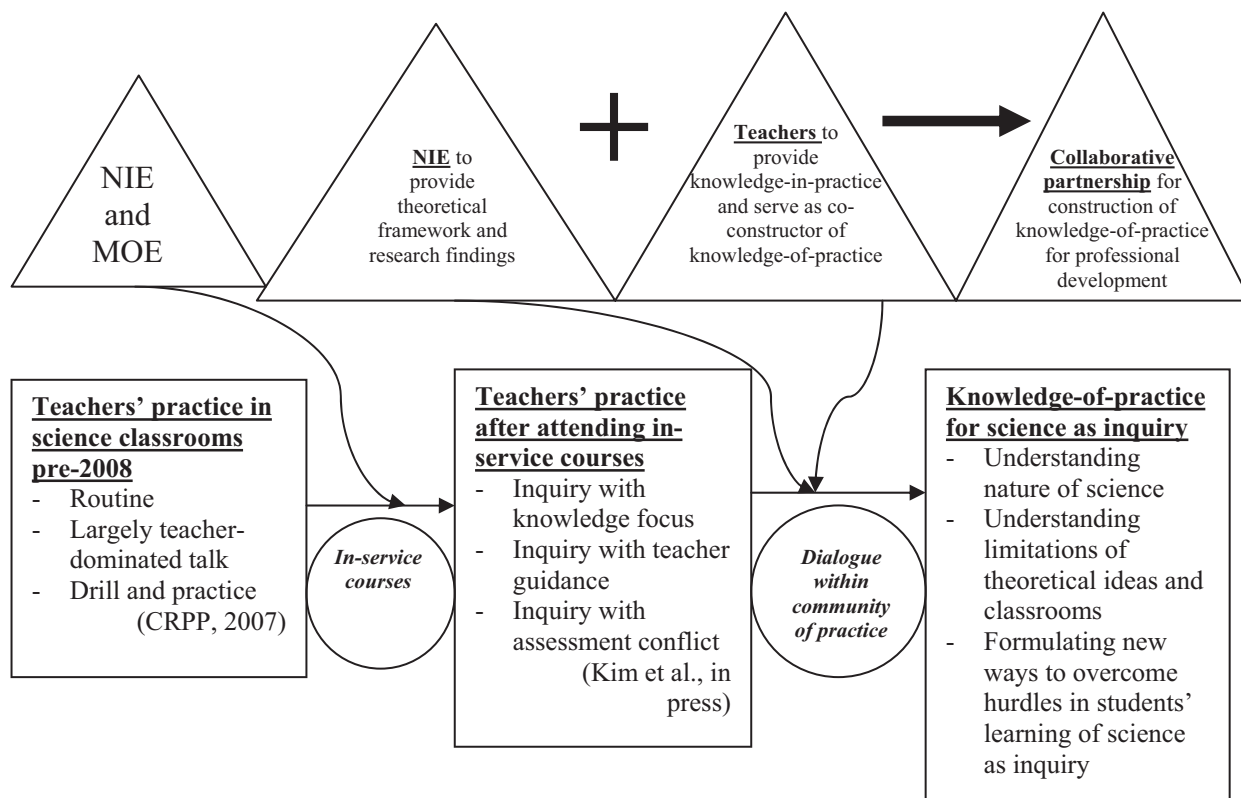 NIE
and
MOE
NIE to
provide
theoretical
framework and
research findings
Teachers to
provide
knowledge-in-practice
and serve as co-
constructor of
knowledge-of-practice
Collaborative
partnership for
construction of
knowledge-of-practice
for professional
development
Teachers’ practice in
science classrooms
pre-2008
- Routine
- Largely teacher-
dominated talk
- Drill and practice
(CRPP, 2007)
In-service
courses
Teachers’ practice
after attending in-
service courses
- Inquiry with
knowledge focus
- Inquiry with teacher
guidance
- Inquiry with
assessment conflict
(Kim et al., in
press)
Dialogue
within
community
of practice
Knowledge-of-practice
for science as inquiry
- Understanding
nature of science
- Understanding
limitations of
theoretical ideas and
classrooms
- Formulating new
ways to overcome
hurdles in students’
learning of science
as inquiry